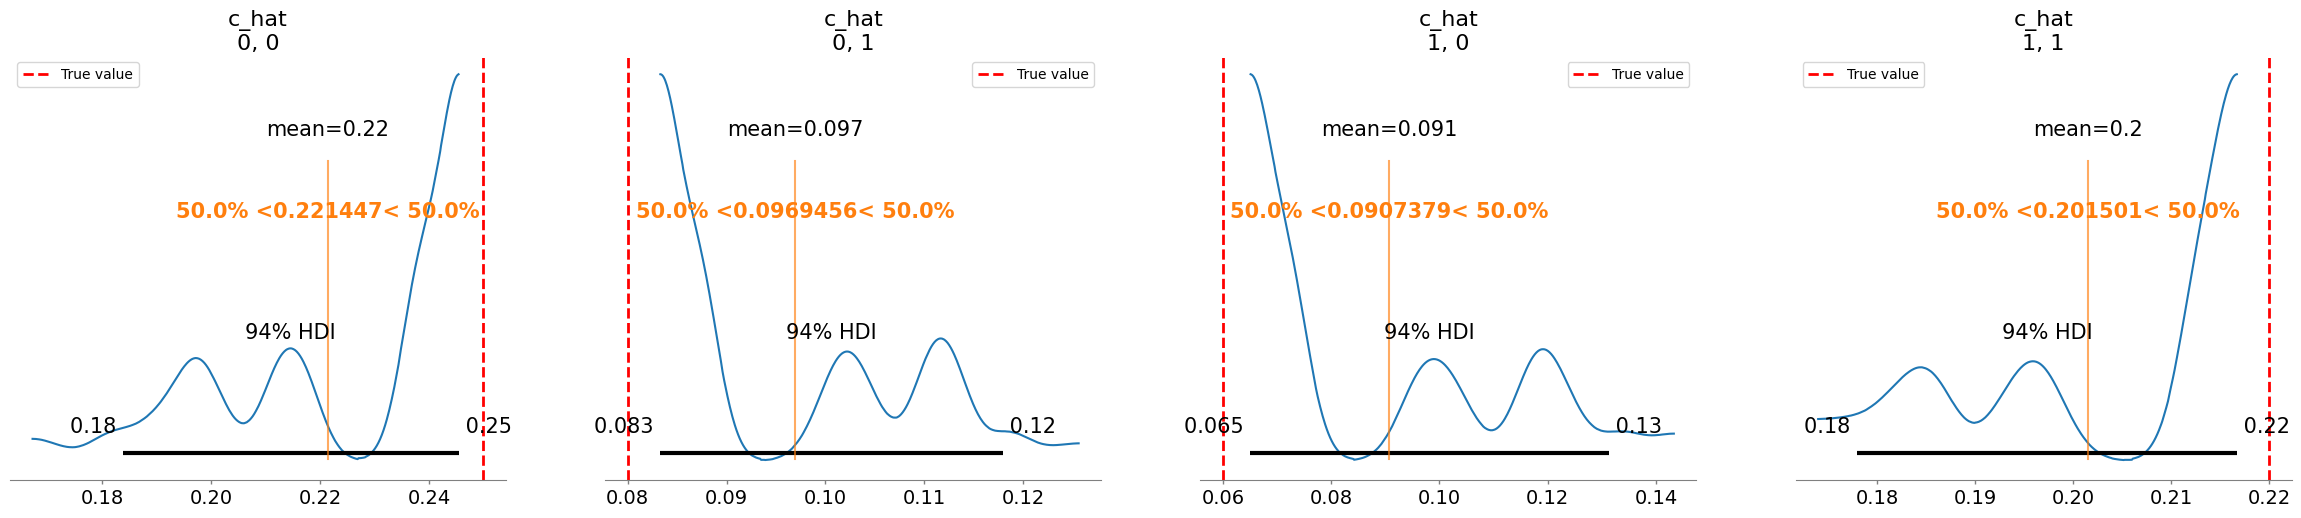 c_hat
0, 0
True value
mean=0.22
50.0% <0.221447< 50.0%
94% HDI
0.18
0.25
0.18
0.20
0.22
0.24
c_hat
0, 1
True value
mean=0.097
50.0% <0.0969456< 50.0%
94% HDI
0.083
0.12
0.08
0.09
0.10
0.11
0.12
c_hat
1, 0
True value
mean=0.091
50.0% <0.0907379< 50.0%
94% HDI
0.065
0.13
0.06
0.08
0.10
0.12
0.14
c_hat
1, 1
True value
mean=0.2
50.0% <0.201501< 50.0%
94% HDI
0.18
0.22
0.18
0.19
0.20
0.21
0.22